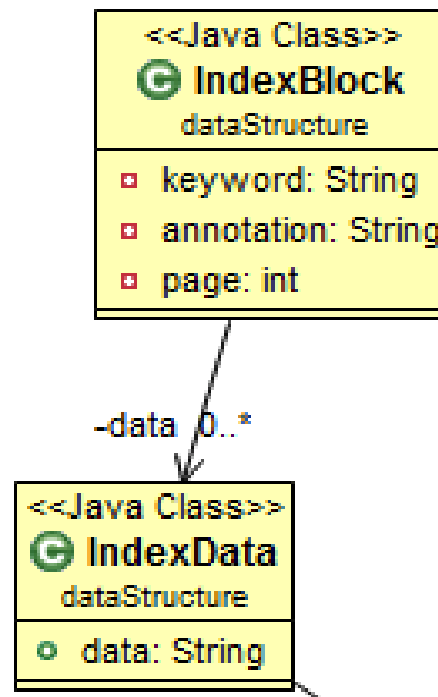 <<Java Class>>
C IndexBlock
dataStructure
keyword: String
annotation: String
page: int
-data 0..*
<<Java Class>>
C IndexData
dataStructure
data: String